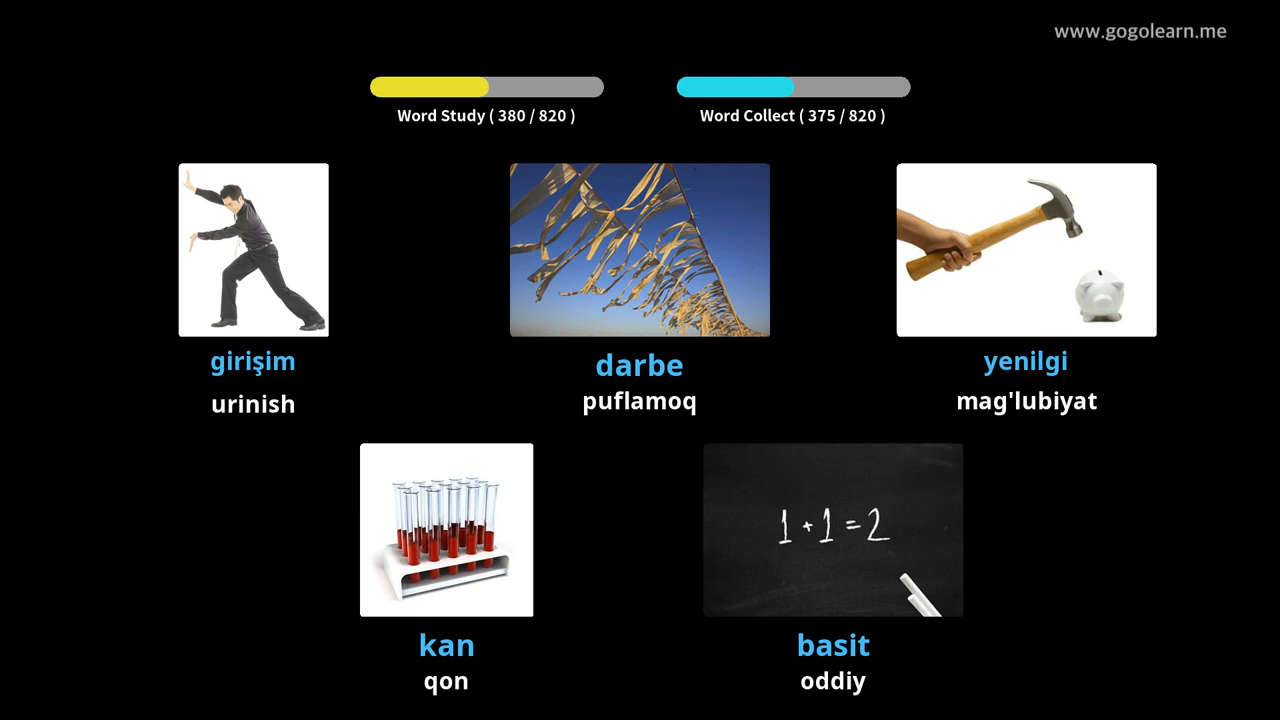 www.gogolearn.me
Word Study ( 380 / 820 )
Word Collect ( 375 / 820 )
girişim
urinish
darbe
puflamoq
yenilgi
mag'lubiyat
1 + 1 = 2
kan
qon
basit
oddiy